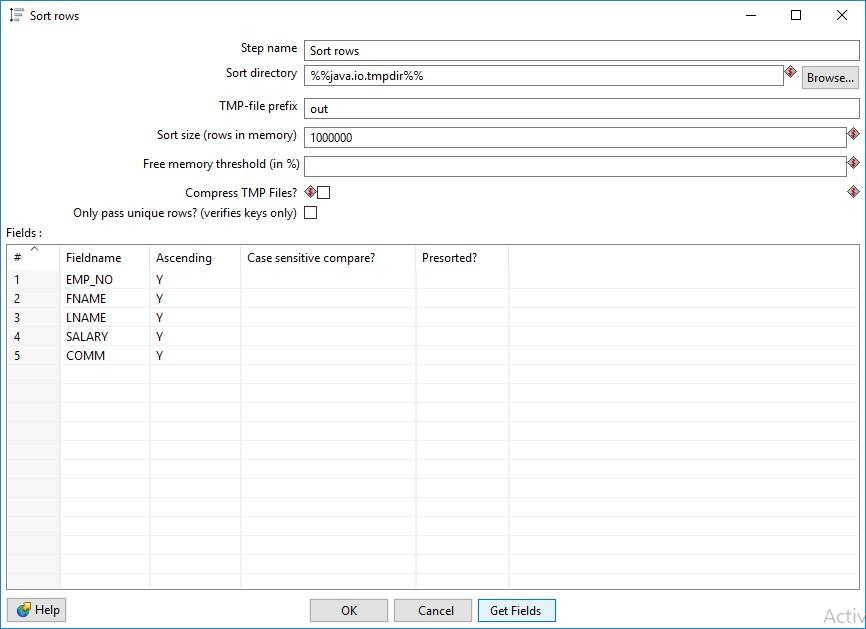 Sort rows
Step name Sort rows
Sort directory %%java.io.tmpdir%% Browse...
TMP-file prefix out
Sort size (rows in memory) 1000000
Free memory threshold (in %)
Compress TMP Files?
Only pass unique rows? (verifies keys only)
Fields :
# Fieldname Ascending Case sensitive compare? Presorted?
1 EMP_NO Y
2 FNAME Y
3 LNAME Y
4 SALARY Y
5 COMM Y
Help OK Cancel Get Fields
Activ